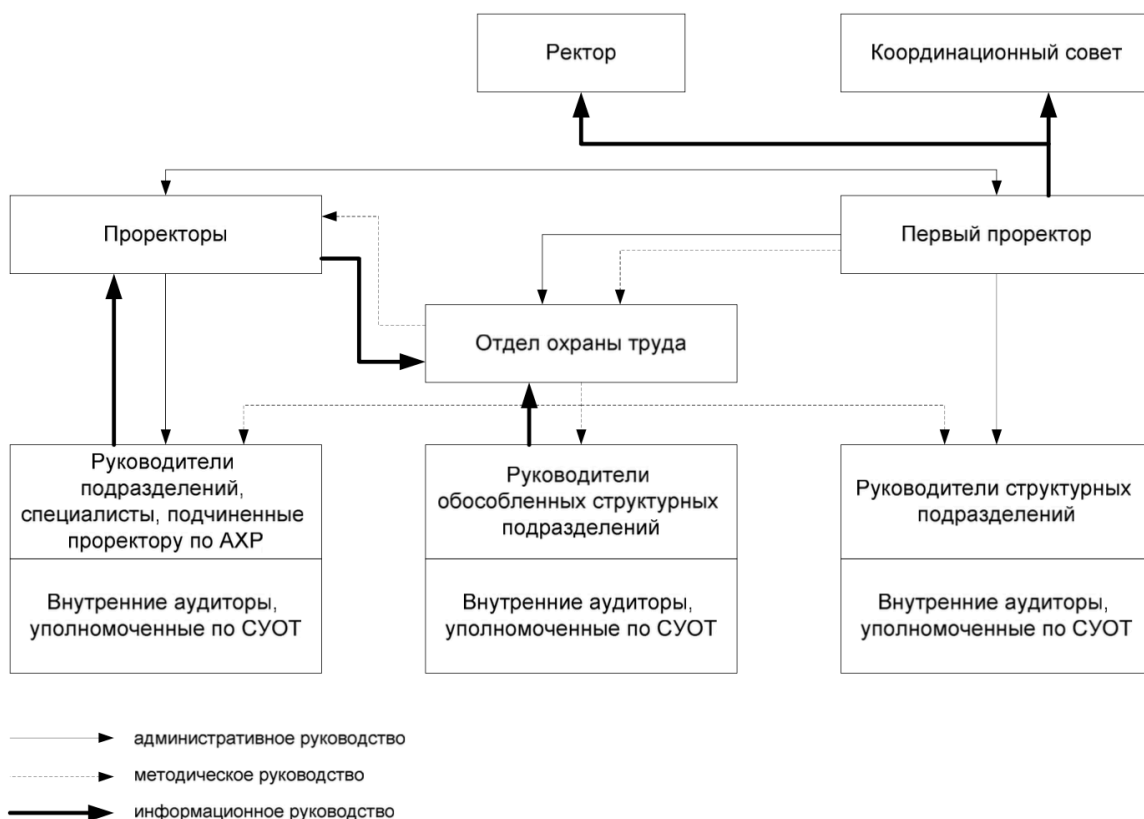 Ректор
Координационный совет
Проректоры
Первый проректор
Отдел охраны труда
Руководители
подразделений,
специалисты, подчиненные
проректору по АХР
Внутренние аудиторы,
уполномоченные по СУОТ
Руководители
обособленных структурных
подразделений
Внутренние аудиторы,
уполномоченные по СУОТ
Руководители структурных
подразделений
Внутренние аудиторы,
уполномоченные по СУОТ
административное руководство
методическое руководство
информационное руководство